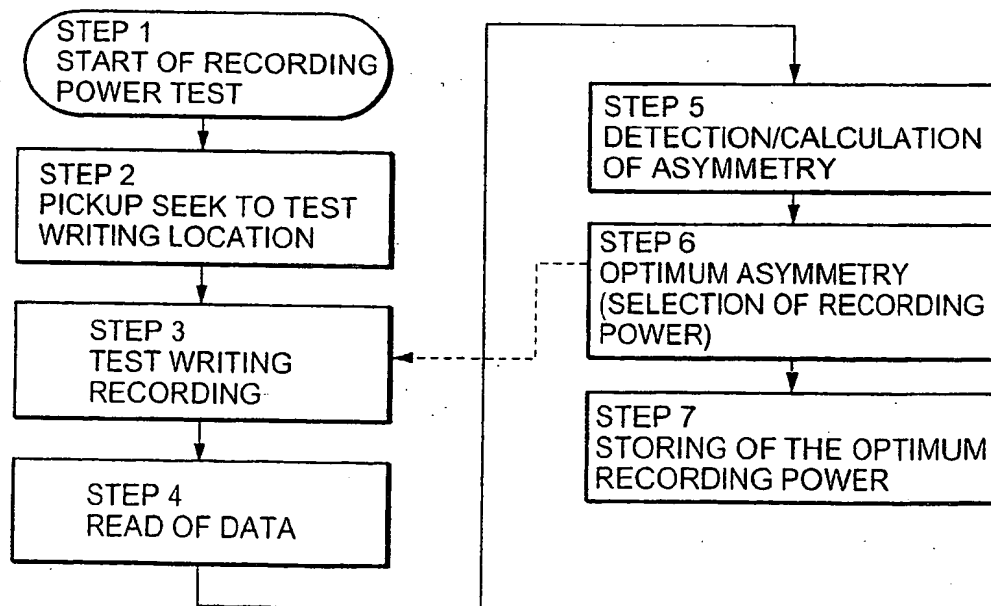 STEP 1
START OF RECORDING
POWER TEST
STEP 2
PICKUP SEEK TO TEST
WRITING LOCATION
STEP 3
TEST WRITING
RECORDING
STEP 4
READ OF DATA
STEP 5
DETECTION/CALCULATION
OF ASYMMETRY
STEP 6
OPTIMUM ASYMMETRY
(SELECTION OF RECORDING
POWER)
STEP 7
STORING OF THE OPTIMUM
RECORDING POWER